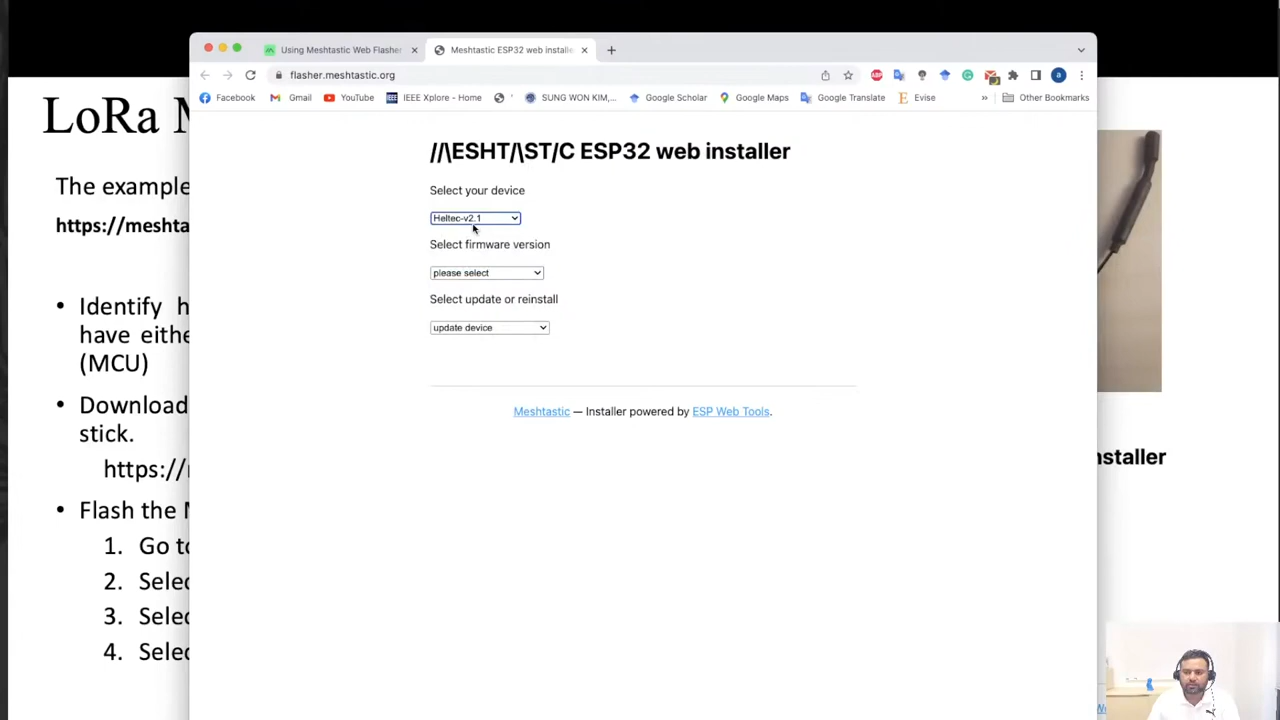 Using Meshtastic Web Flasher
Meshtastic ESP32 web installe
flasher.meshtastic.org
Facebook
Gmail
YouTube
IEEE Xplore - Home
SUNG WON KIM,...
Google Scholar
Google Maps
Google Translate
Evise
»
Other Bookmarks
LoRa M
The example
https://meshta
• Identify h
have eithe
(MCU)
• Download
stick.
https://m
• Flash the M
1. Go to
2. Selec
3. Selec
4. Selec
//\ESHT/\ST/C ESP32 web installer
Select your device
Heltec-v2.1
Select firmware version
please select
Select update or reinstall
update device
Meshtastic — Installer powered by ESP Web Tools.
nstaller